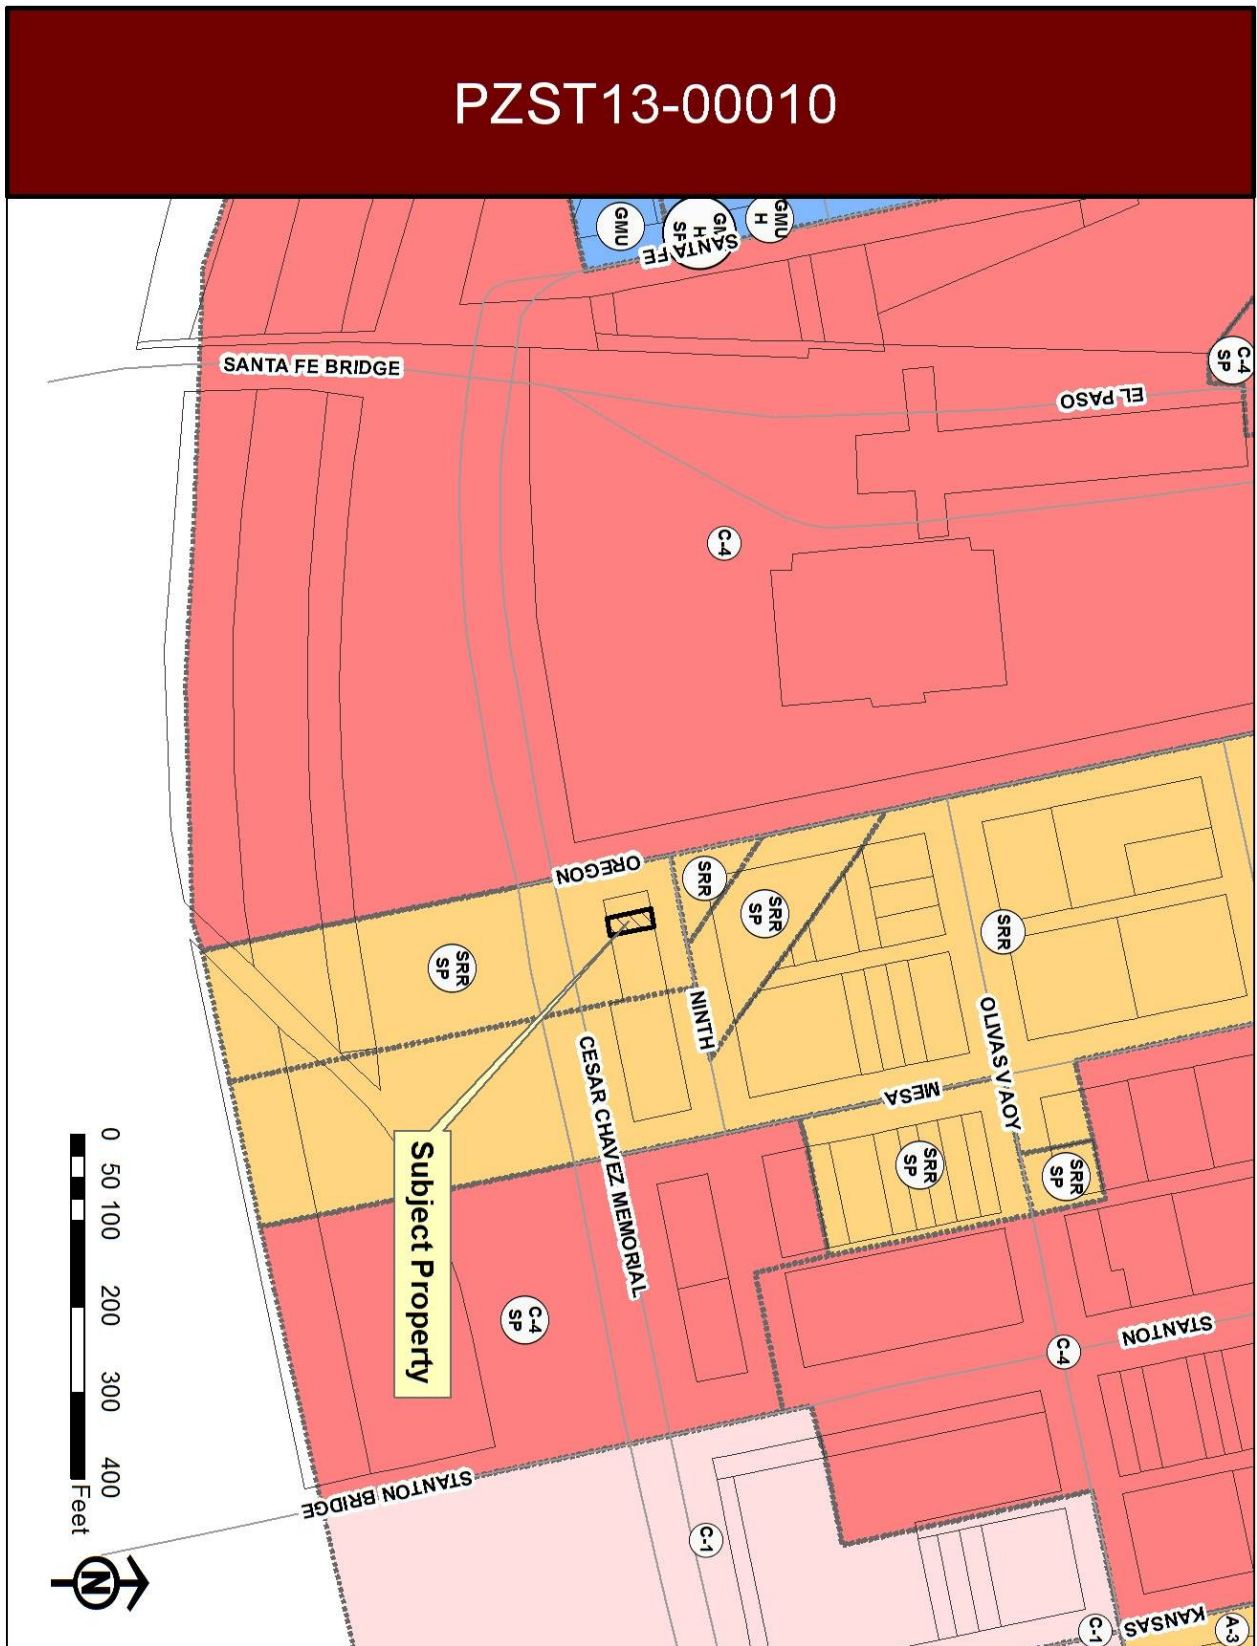 PZST13-00010
GMU
GMU
H
SANTA FE
SANTA FE BRIDGE
C-4
SP
EL PASO
C-4
OREGON
SRR
SRR
SP
SRR
SRR
SP
NINTH
OLIVAS V AOY
MESA
CESAR CHAVEZ MEMORIAL
SRR
SP
SRR
SP
Subject Property
C-4
SP
STANTON
C-4
STANTON BRIDGE
C-1
C-1
KANSAS
A-3
0 50 100 200 300 400
Feet
N